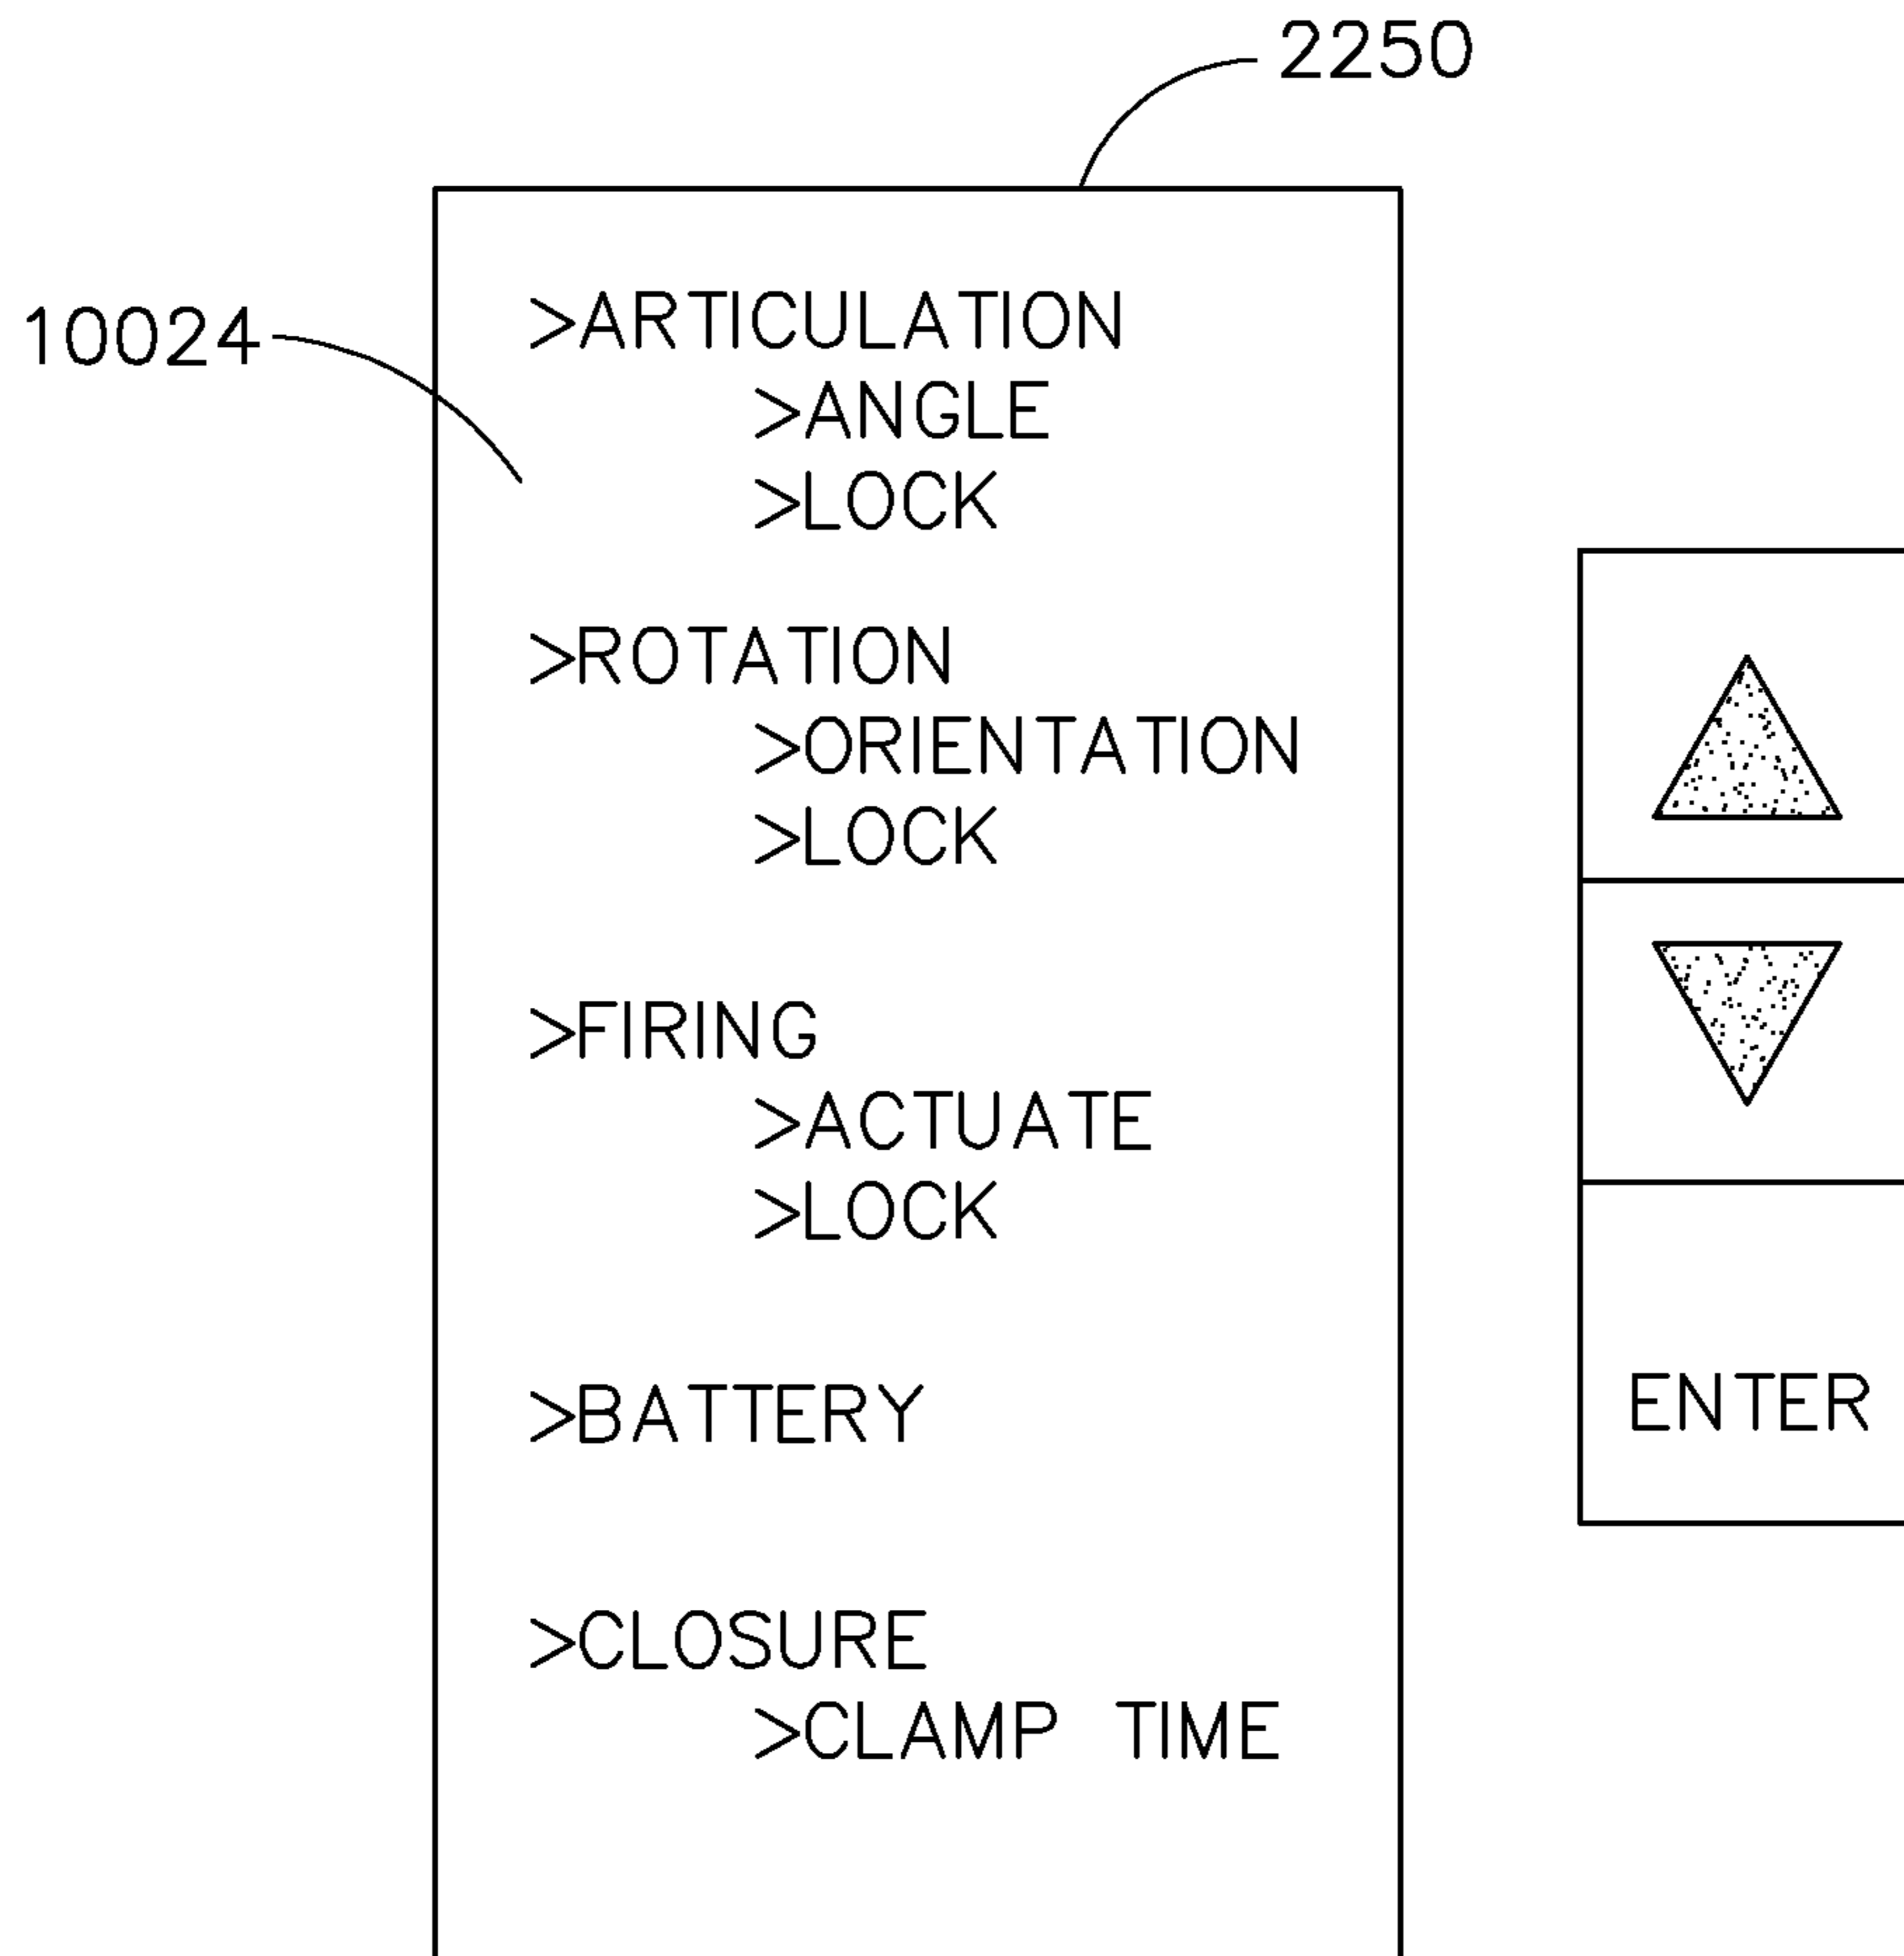 2250
10024
>ARTICULATION
>ANGLE
>LOCK
>ROTATION
>ORIENTATION
>LOCK
>FIRING
>ACTUATE
>LOCK
>BATTERY
>CLOSURE
>CLAMP TIME
ENTER